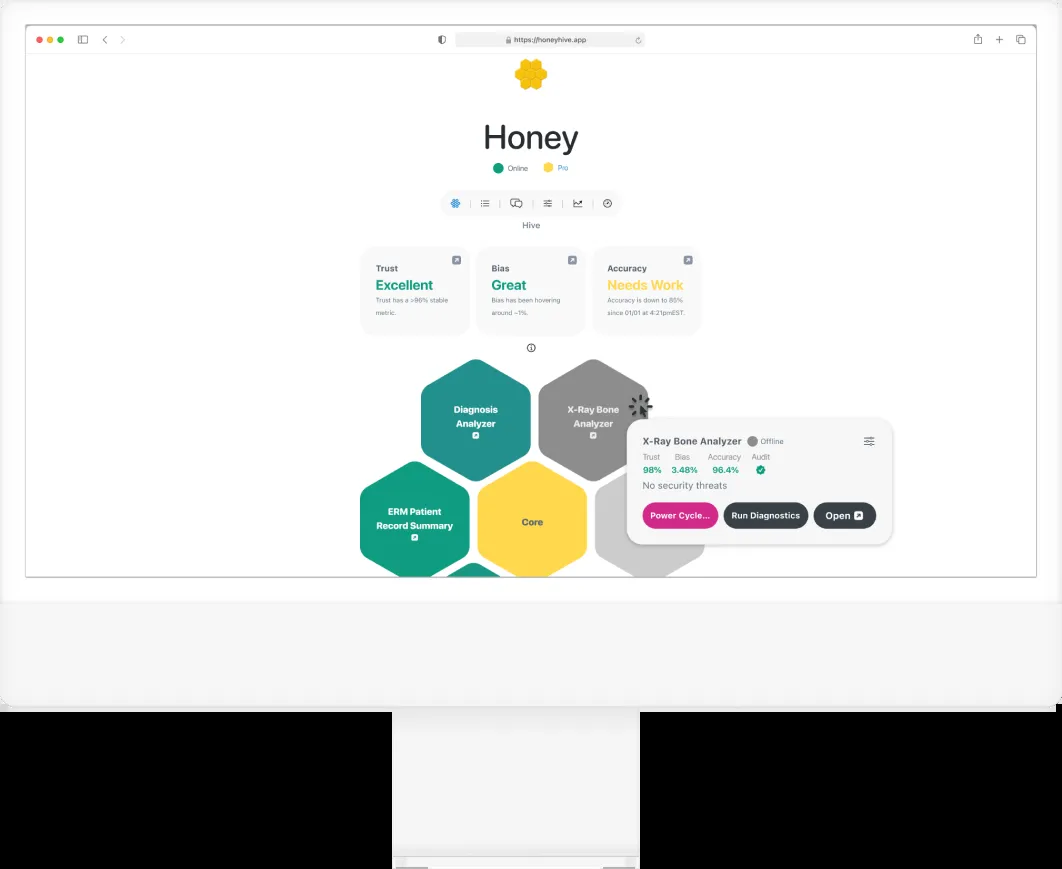 https://honeyhive.app
Honey
Online
Pro
Hive
Trust
Excellent
Trust has a >96% stable
metric.
Bias
Great
Bias has been hovering
around ~1%.
Accuracy
Needs Work
Accuracy is down to 85%
since 01/01 at 4:21pmEST.
Diagnosis
Analyzer
X-Ray Bone
Analyzer
ERM Patient
Record Summary
Core
X-Ray Bone Analyzer Offline
Trust Bias Accuracy Audit
98% 3.48% 96.4%
No security threats
Power Cycle...
Run Diagnostics
Open